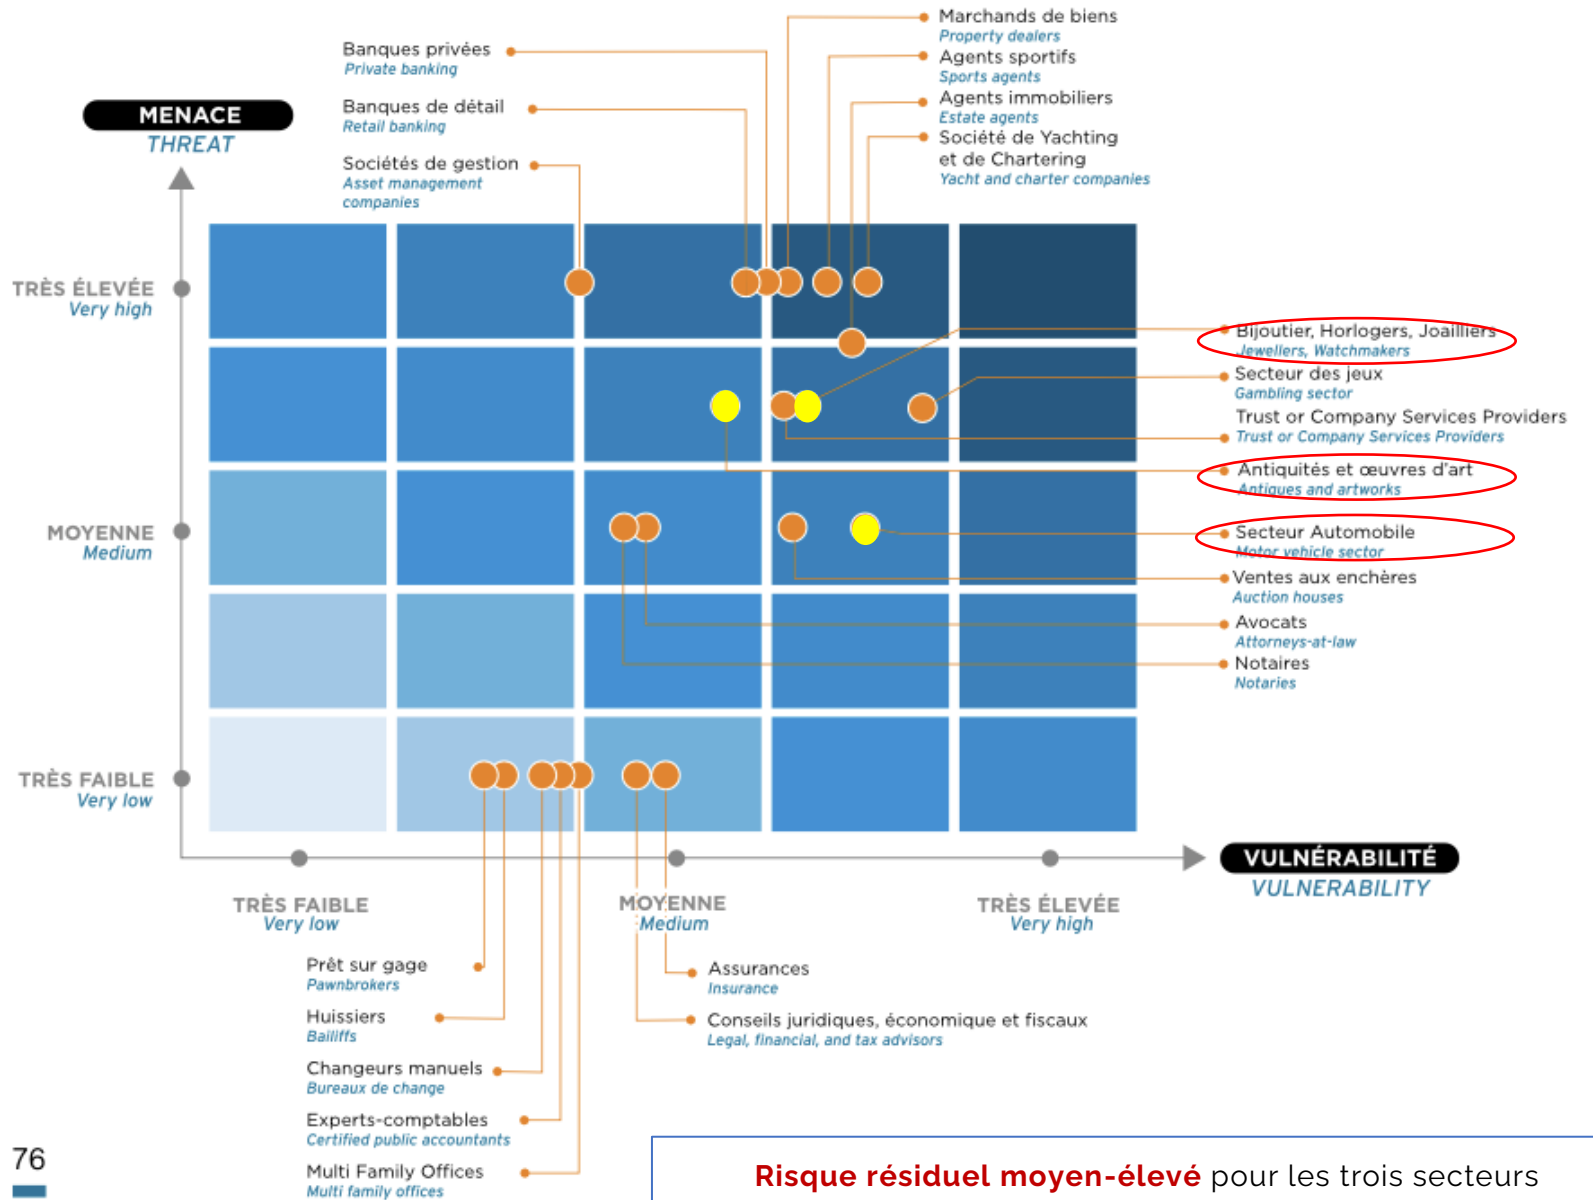 Marchands de biens
Property dealers
Agents sportifs
Sports agents
Agents immobiliers
Estate agents
Société de Yachting
et de Chartering
Yacht and charter companies
Banques privées
Private banking
Banques de détail
Retail banking
Sociétés de gestion
Asset management
companies
MENACE
THREAT
TRÈS ÉLEVÉE
Very high
MOYENNE
Medium
TRÈS FAIBLE
Very low
Bijoutier, Horlogers, Joailliers
Jewellers, Watchmakers
Secteur des jeux
Gambling sector
Trust or Company Services Providers
Trust or Company Services Providers
Antiquités et œuvres d'art
Antiques and artworks
Secteur Automobile
Motor vehicle sector
Ventes aux enchères
Auction houses
Avocats
Attorneys-at-law
Notaires
Notaries
TRÈS FAIBLE
Very low
MOYENNE
Medium
TRÈS ÉLEVÉE
Very high
VULNÉRABILITÉ
VULNERABILITY
Prêt sur gage
Pawnbrokers
Huissiers
Bailiffs
Changeurs manuels
Bureaux de change
Experts-comptables
Certified public accountants
Multi Family Offices
Multi family offices
Assurances
Insurance
Conseils juridiques, économique et fiscaux
Legal, financial, and tax advisors
76
Risque résiduel moyen-élevé pour les trois secteurs